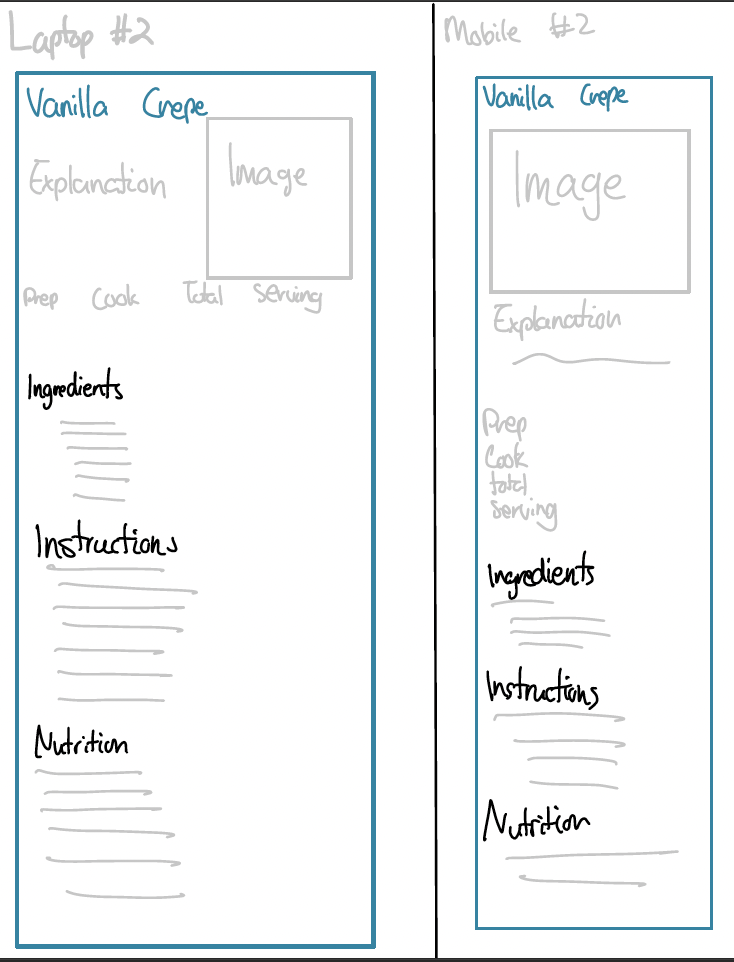 Laptop #2
Vanilla Crepe
Explanation
Image
Prep Cook Total Serving
Ingredients
Instructions
Nutrition
Mobile #2
Vanilla Crepe
Image
Explanation
Prep
Cook
total
serving
Ingredients
Instructions
Nutrition